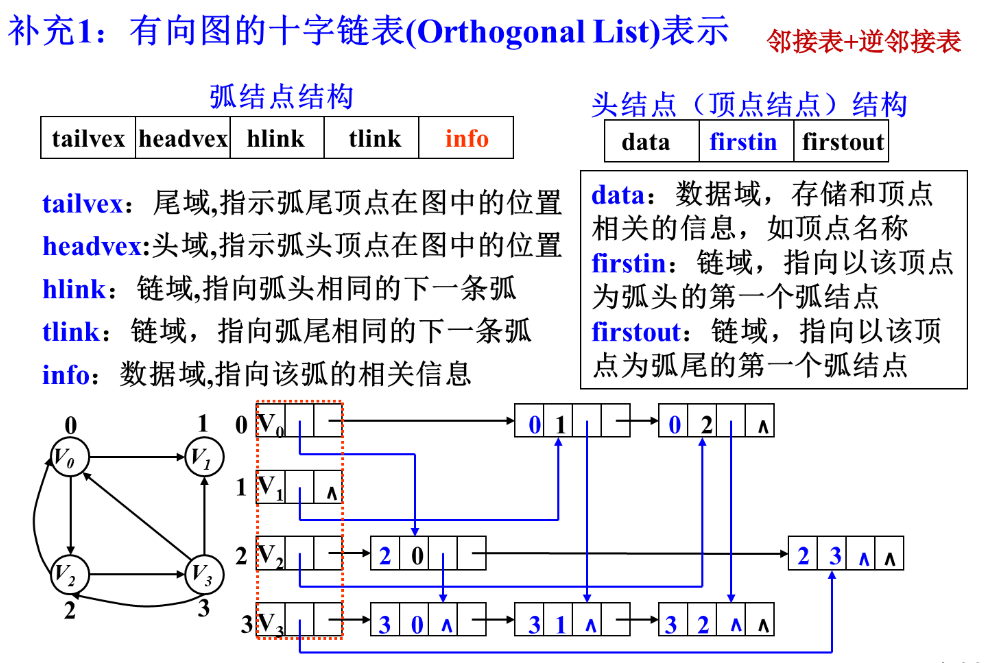 补充1：有向图的十字链表(Orthogonal List)表示
邻接表+逆邻接表
弧结点结构
tailvex headvex hlink tlink info
头结点（顶点结点）结构
data firstin firstout
tailvex：尾域,指示弧尾顶点在图中的位置
headvex:头域,指示弧头顶点在图中的位置
hlink：链域,指向弧头相同的下一条弧
tlink：链域，指向弧尾相同的下一条弧
info：数据域,指向该弧的相关信息
data：数据域，存储和顶点
相关的信息，如顶点名称
firstin：链域，指向以该顶点
为弧头的第一个弧结点
firstout：链域，指向以该顶
点为弧尾的第一个弧结点
0 1
V0 V1
V2 V3
2 3
0 V0 0 1 0 2 ∧
1 V1 ∧
2 V2 2 0 2 3 ∧ ∧
3 V3 3 0 ∧ 3 1 ∧ 3 2 ∧ ∧